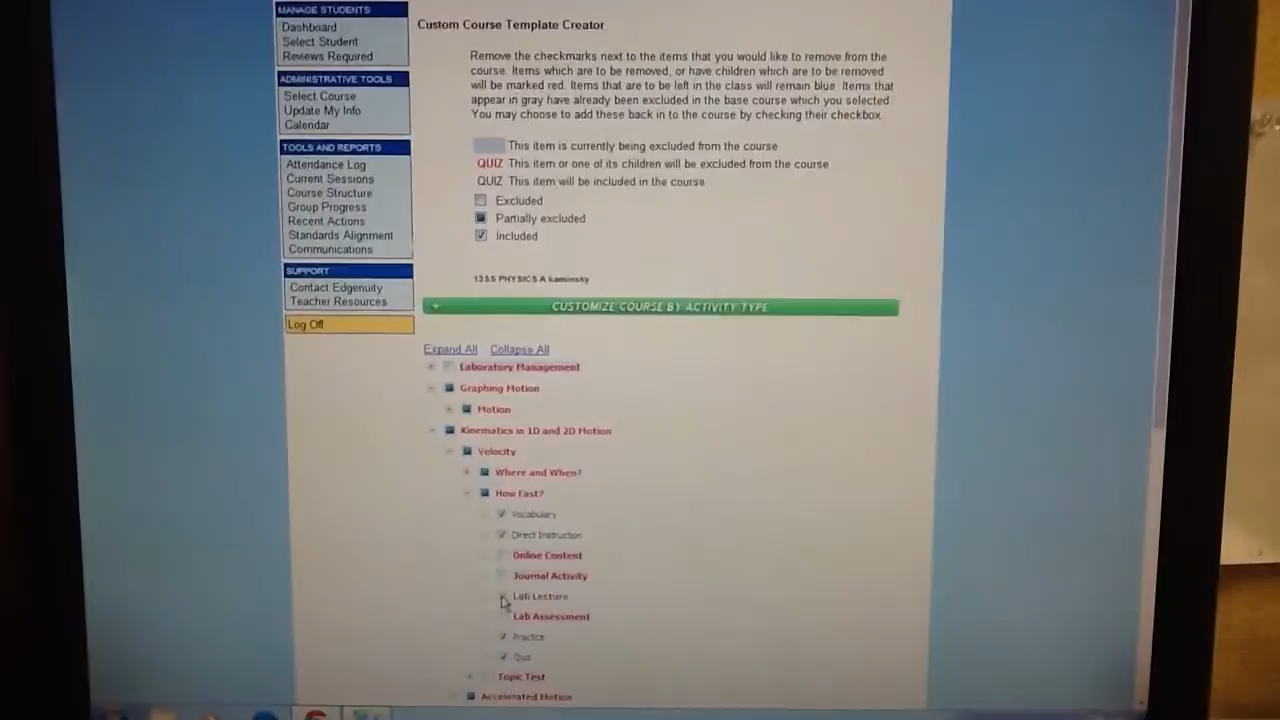 MANAGE STUDENTS
Dashboard
Select Student
Reviews Required
ADMINISTRATIVE TOOLS
Select Course
Update My Info
Calendar
TOOLS AND REPORTS
Attendance Log
Current Sessions
Course Structure
Group Progress
Recent Actions
Standards Alignment
Communications
SUPPORT
Contact Edgenuity
Teacher Resources
Log Off
Custom Course Template Creator
Remove the checkmarks next to the items that you would like to remove from the
course. Items which are to be removed, or have children which are to be removed
will be marked red. Items that are to be left in the class will remain blue. Items that
appear in gray have already been excluded in the base course which you selected.
You may choose to add these back in to the course by checking their checkbox.
This item is currently being excluded from the course
QUIZ This item or one of its children will be excluded from the course
QUIZ This item will be included in the course
Excluded
Partially excluded
Included
1355 PHYSICS A kaminsky
CUSTOMIZE COURSE BY ACTIVITY TYPE
Expand All Collapse All
Laboratory Management
Graphing Motion
Motion
Kinematics in 1D and 2D Motion
Velocity
Where and When?
How Fast?
Vocabulary
Direct Instruction
Online Content
Journal Activity
Lab Lecture
Lab Assessment
Practice
Quiz
Topic Test
Accelerated Motion